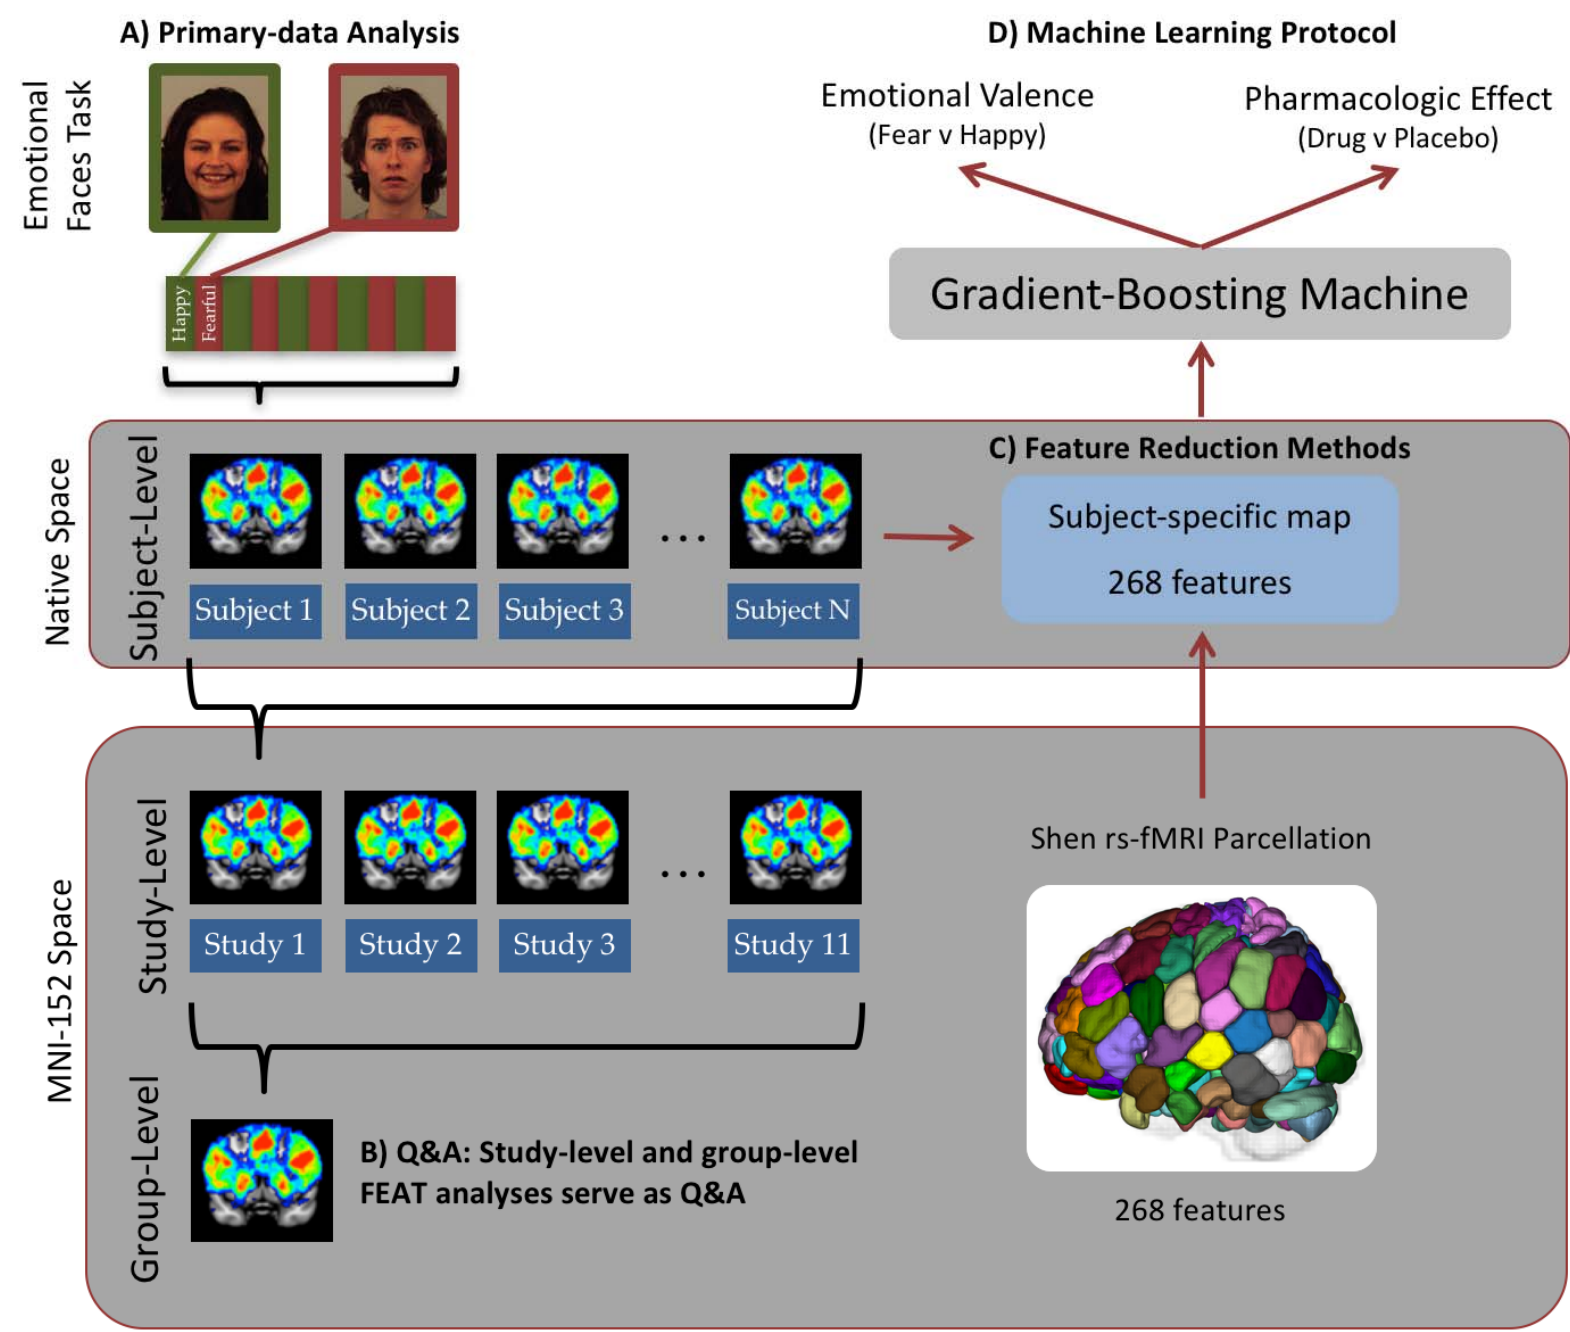 A) Primary-data Analysis
Emotional
Faces Task
Happy
Fearful
D) Machine Learning Protocol
Emotional Valence
(Fear v Happy)
Pharmacologic Effect
(Drug v Placebo)
Gradient-Boosting Machine
Native Space
Subject-Level
Subject 1
Subject 2
Subject 3
...
Subject N
C) Feature Reduction Methods
Subject-specific map
268 features
MNI-152 Space
Study-Level
Study 1
Study 2
Study 3
...
Study 11
Group-Level
B) Q&A: Study-level and group-level
FEAT analyses serve as Q&A
Shen rs-fMRI Parcellation
268 features